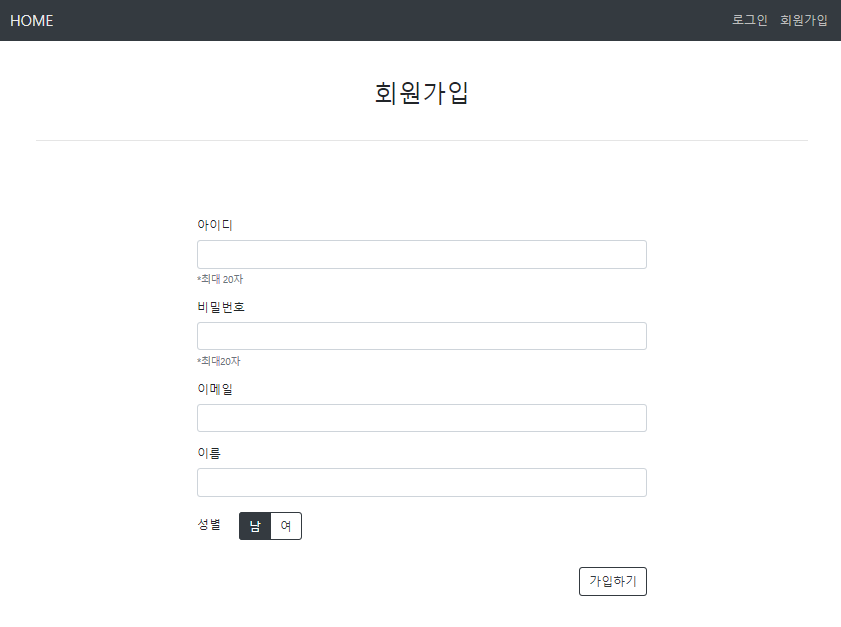 HOME 로그인 회원가입
회원가입
아이디
*최대 20자
비밀번호
*최대20자
이메일
이름
성별 남 여
가입하기